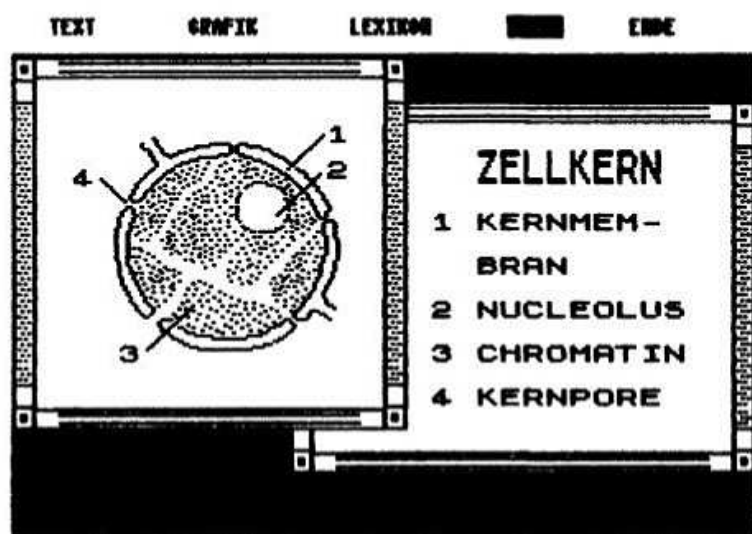 TEXT GRAFIK LEXIKON ENDE
1
2
4
3
ZELLKERN
1 KERNMEM-
BRAN
2 NUCLEOLUS
3 CHROMATIN
4 KERNPORE